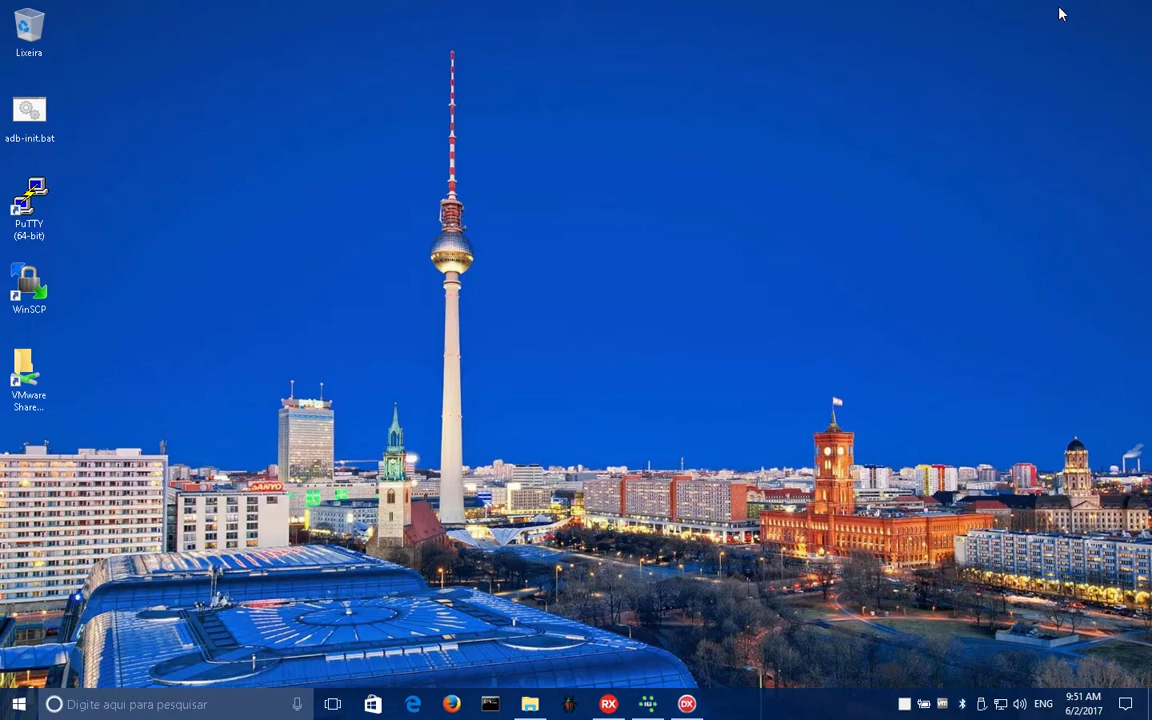 Lixeira
adb-init.bat
PuTTY
(64-bit)
WinSCP
VMware
Share...
SANYO
Digite aqui para pesquisar
RX
DX
ENG
9:51 AM
6/2/2017